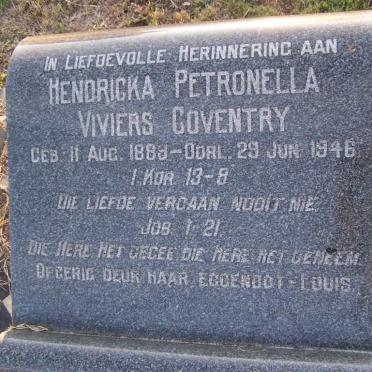 IN LIEFDEVOLLE HERINNERING AAN
HENDRICKA PETRONELLA
VIVIERS COVENTRY
GEB. 11 AUG. 1889 – OORL. 29 JUN 1946
1 KOR 13-8
DIE LIEFDE VERGAAN NOOIT NIE.
JOB 1-21.
DIE HERE HET GEGEE DIE HERE HET GENEEM.
OPGERIG DEUR HAAR EGGENOOT – LOUIS.